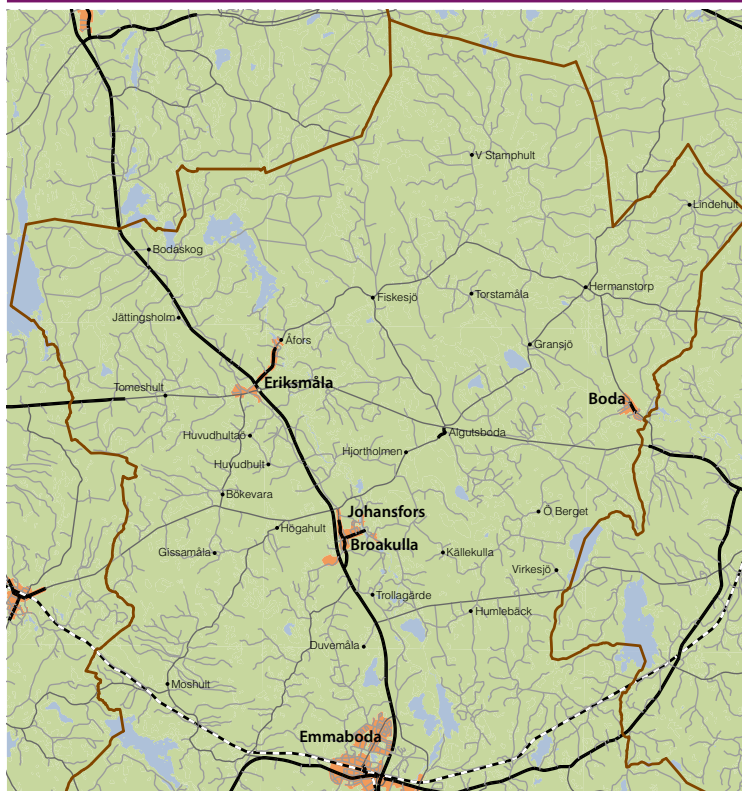 V Stamphult
Lindehult
Bodaskog
Hermanstorp
Fiskesjö
Torstamåla
Jättingsholm
Åfors
Gransjö
Eriksmåla
Tomeshult
Boda
Huvudhultaö
Algutsboda
Hjortholmen
Huvudhult
Bökevara
Johansfors
Ö Berget
Högahult
Broakulla
Gissamåla
Källekulla
Virkesjö
Trollagärde
Humlebäck
Duvemåla
Moshult
Emmaboda